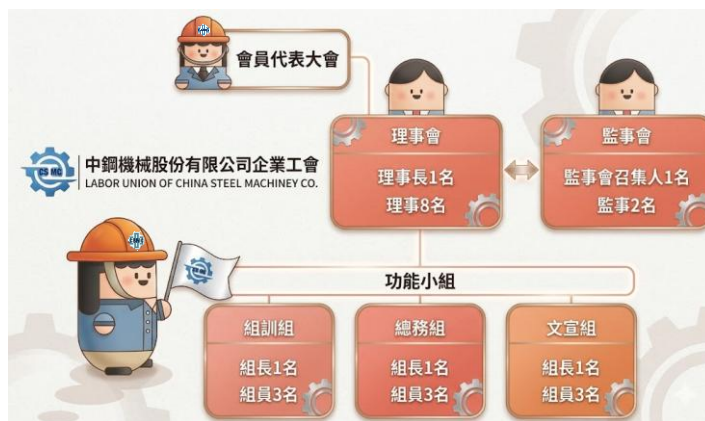 會員代表大會
CSMC
中鋼機械股份有限公司企業工會
LABOR UNION OF CHINA STEEL MACHINEY CO.
理事會
理事長1名
理事8名
監事會
監事會召集人1名
監事2名
功能小組
組訓組
組長1名
組員3名
總務組
組長1名
組員3名
文宣組
組長1名
組員3名